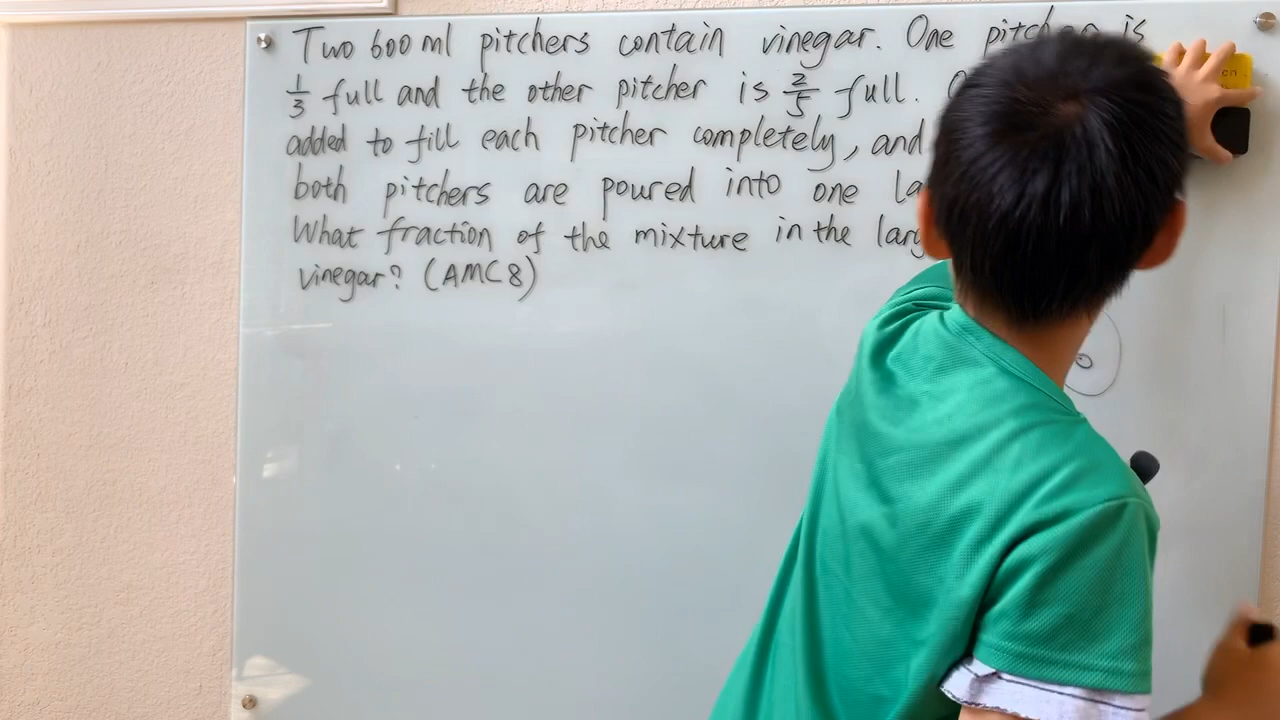 Two 600 ml pitchers contain vinegar. One pitcher is
1/3 full and the other pitcher is 2/5 full.
added to fill each pitcher completely, and
both pitchers are poured into one
What fraction of the mixture in the
vinegar? (AMC 8)